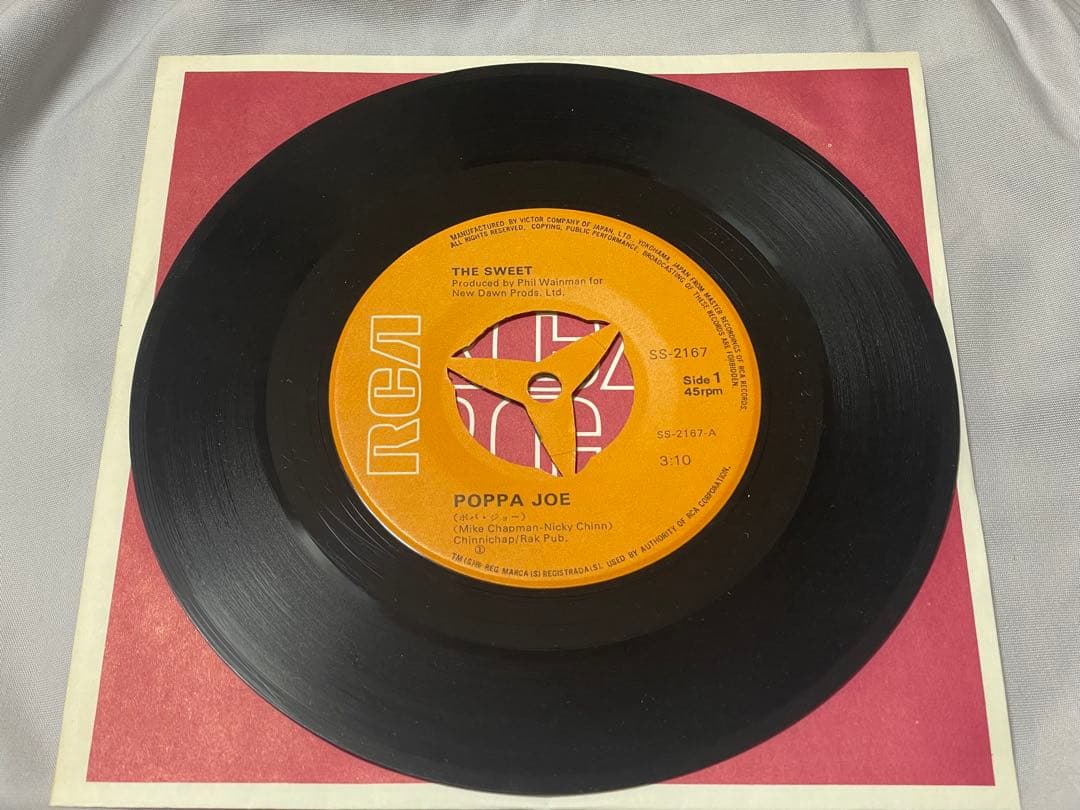 MANUFACTURED BY VICTOR COMPANY OF JAPAN, LTD., YOKOHAMA, JAPAN FROM MASTER RECORDINGS OF RCA RECORDS.
ALL RIGHTS RESERVED. COPYING, PUBLIC PERFORMANCE, BROADCASTING OF THESE RECORDS ARE FORBIDDEN.
THE SWEET
Produced by Phil Wainman for
New Dawn Prods. Ltd.
RCA
SS-2167
Side 1
45rpm
SS-2167-A
3:10
POPPA JOE
(ポパ・ジョー)
(Mike Chapman-Nicky Chinn)
Chinnichap/Rak Pub.
TM(S)® REG. MARCA(S) REGISTRADA(S). USED BY AUTHORITY OF RCA CORPORATION.